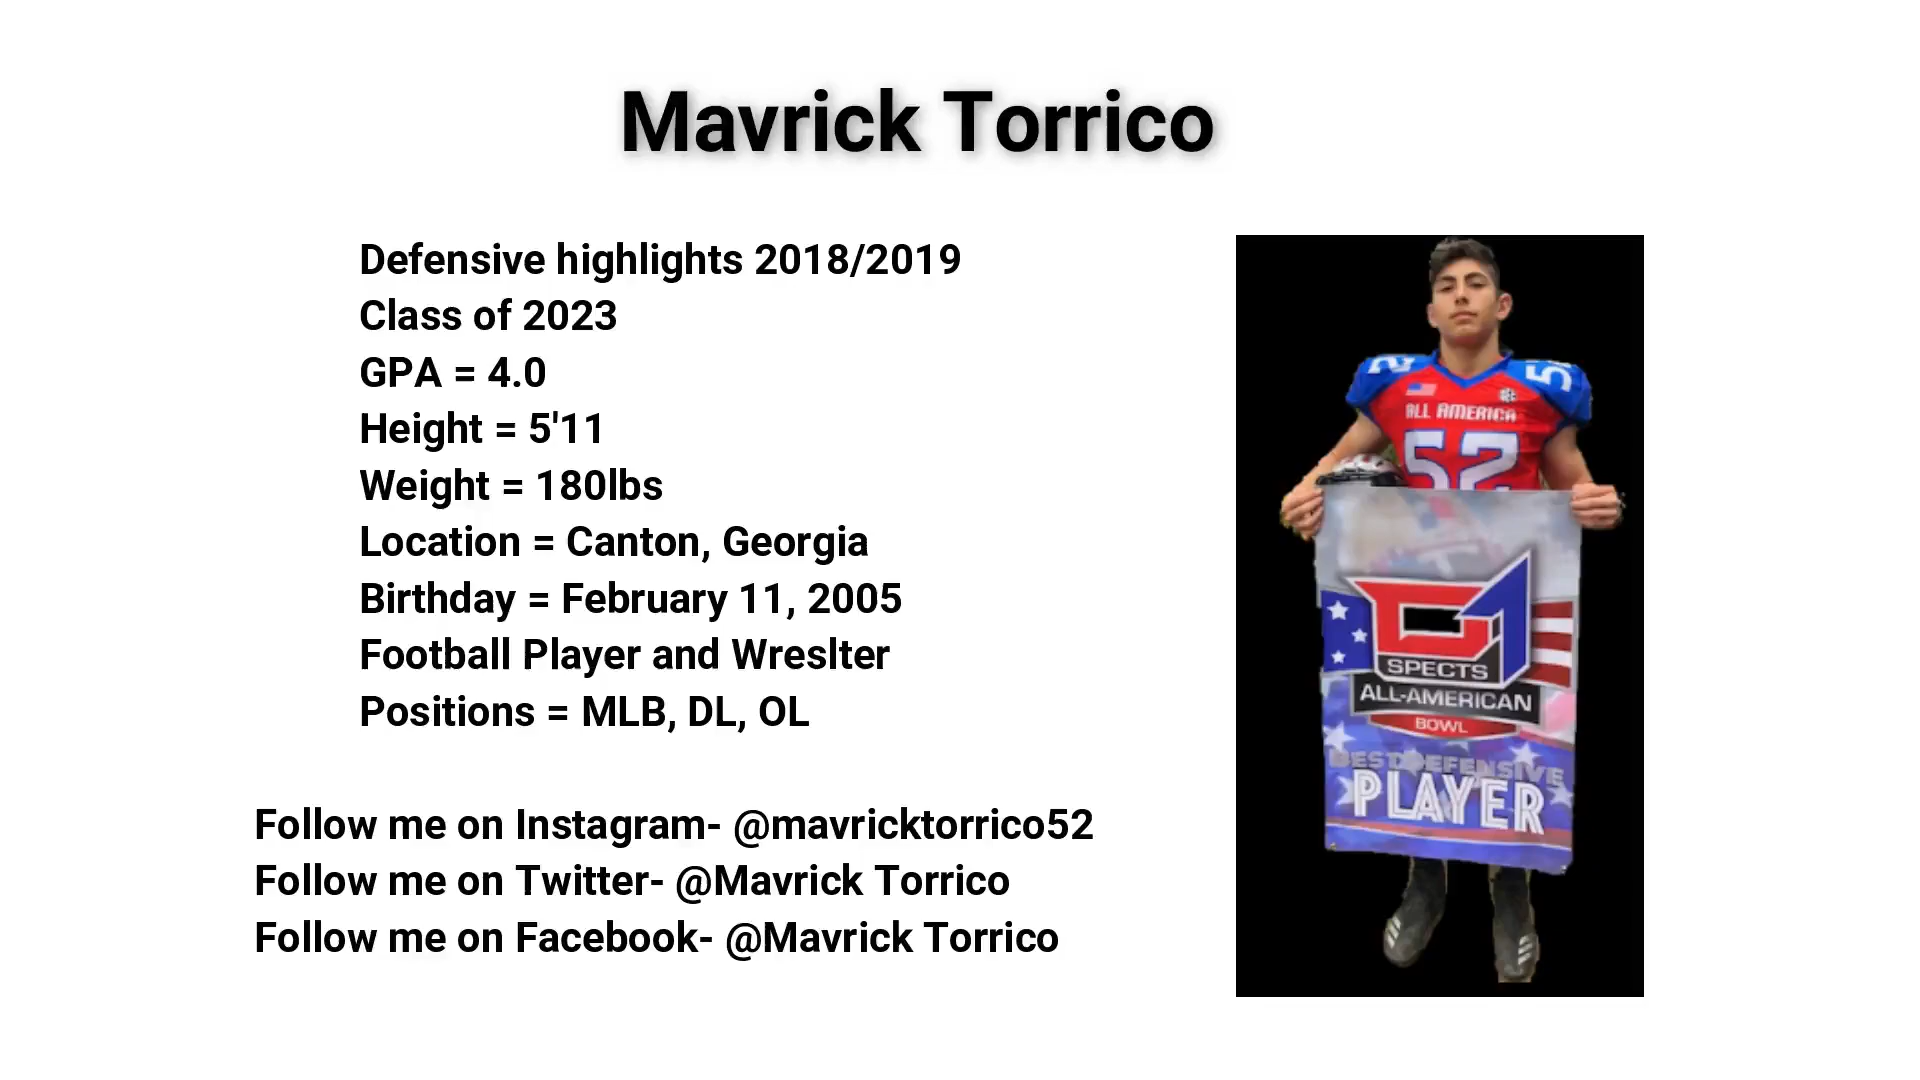 Mavrick Torrico
Defensive highlights 2018/2019
Class of 2023
GPA = 4.0
Height = 5'11
Weight = 180lbs
Location = Canton, Georgia
Birthday = February 11, 2005
Football Player and Wreslter
Positions = MLB, DL, OL
Follow me on Instagram- @mavricktorrico52
Follow me on Twitter- @Mavrick Torrico
Follow me on Facebook- @Mavrick Torrico
52
ALL AMERICA
52
D1
SPECTS
ALL-AMERICAN
BOWL
BEST DEFENSIVE
PLAYER